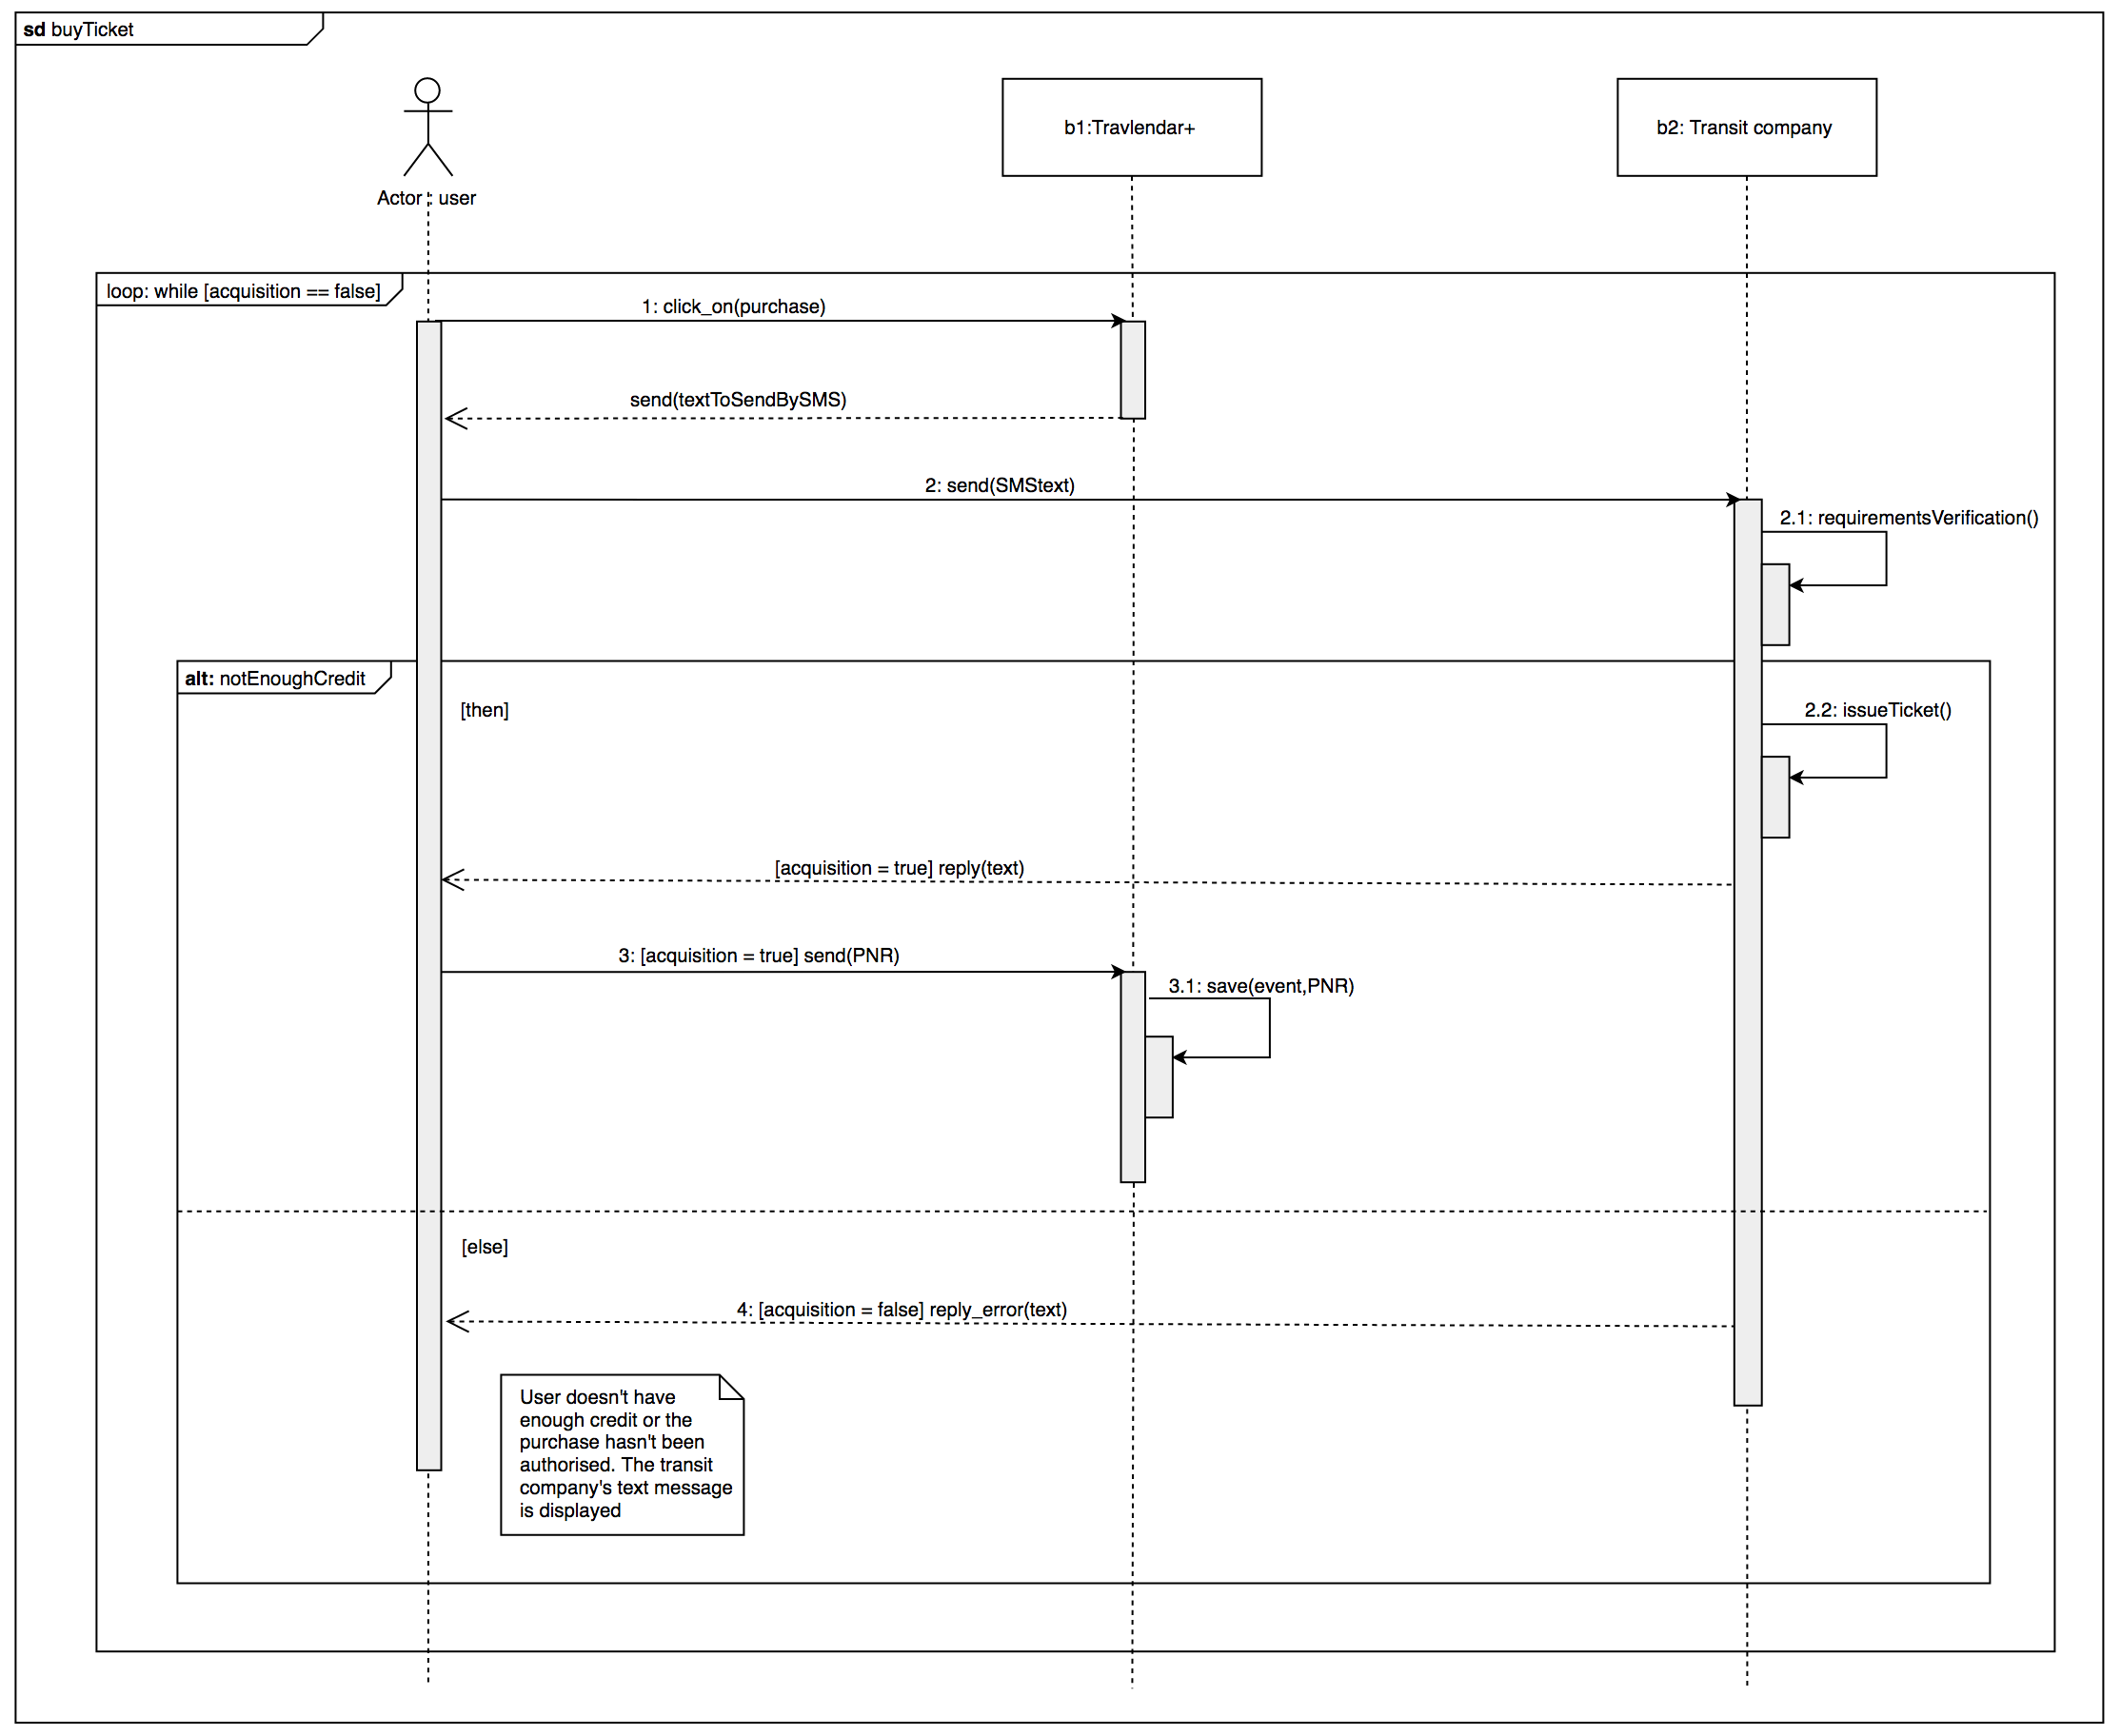 sd buyTicket
Actor : user
b1:Travlendar+
b2: Transit company
loop: while [acquisition == false]
1: click_on(purchase)
send(textToSendBySMS)
2: send(SMStext)
2.1: requirementsVerification()
alt: notEnoughCredit
[then]
2.2: issueTicket()
[acquisition = true] reply(text)
3: [acquisition = true] send(PNR)
3.1: save(event,PNR)
[else]
4: [acquisition = false] reply_error(text)
User doesn't have
enough credit or the
purchase hasn't been
authorised. The transit
company's text message
is displayed